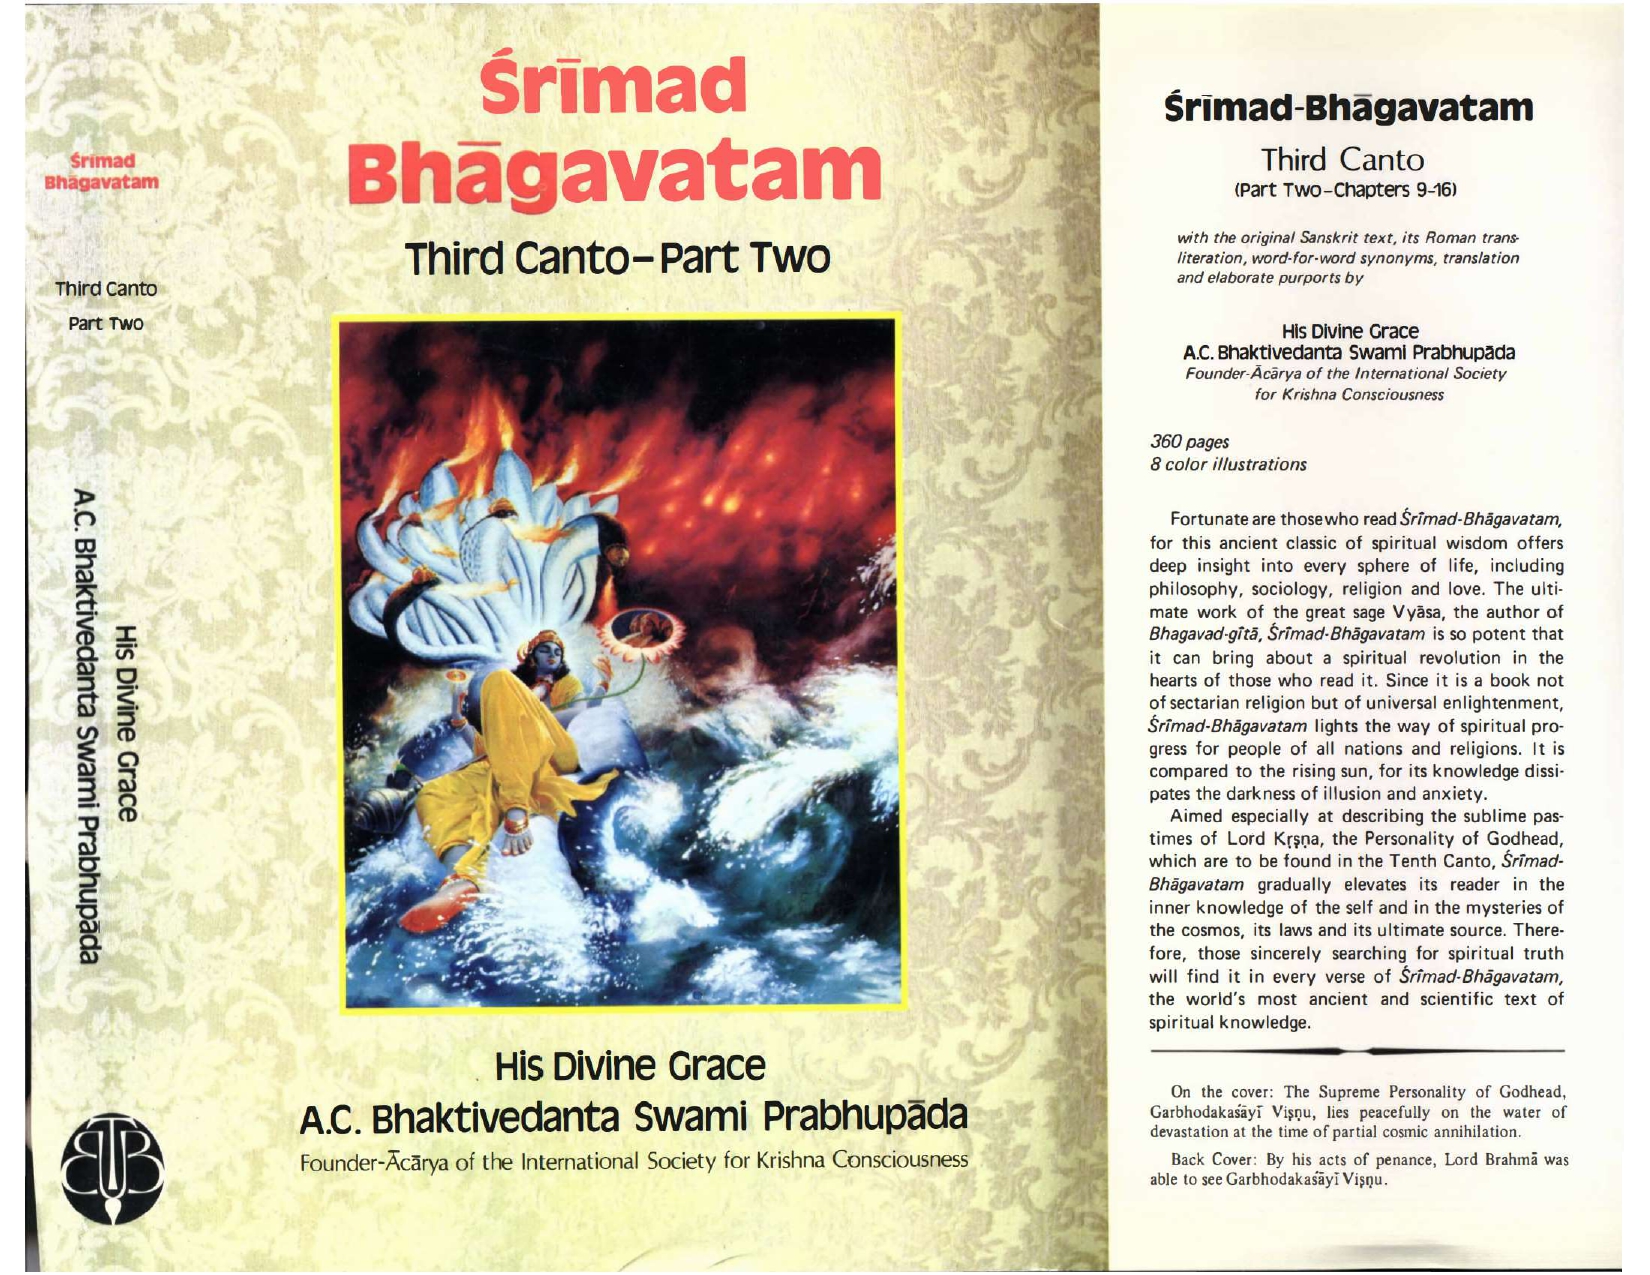 Śrīmad
Bhāgavatam
Third Canto
Part Two
His Divine Grace
A.C. Bhaktivedanta Swami Prabhupāda
Śrīmad
Bhāgavatam
Third Canto–Part Two
His Divine Grace
A.C. Bhaktivedanta Swami Prabhupāda
Founder-Ācārya of the International Society for Krishna Consciousness
Śrīmad-Bhāgavatam
Third Canto
(Part Two–Chapters 9-16)
with the original Sanskrit text, its Roman trans-
literation, word-for-word synonyms, translation
and elaborate purports by
His Divine Grace
A.C. Bhaktivedanta Swami Prabhupāda
Founder-Ācārya of the International Society
for Krishna Consciousness
360 pages
8 color illustrations
Fortunate are those who read Śrīmad-Bhāgavatam,
for this ancient classic of spiritual wisdom offers
deep insight into every sphere of life, including
philosophy, sociology, religion and love. The ulti-
mate work of the great sage Vyāsa, the author of
Bhagavad-gītā, Śrīmad-Bhāgavatam is so potent that
it can bring about a spiritual revolution in the
hearts of those who read it. Since it is a book not
of sectarian religion but of universal enlightenment,
Śrīmad-Bhāgavatam lights the way of spiritual pro-
gress for people of all nations and religions. It is
compared to the rising sun, for its knowledge dissi-
pates the darkness of illusion and anxiety.
Aimed especially at describing the sublime pas-
times of Lord Kṛṣṇa, the Personality of Godhead,
which are to be found in the Tenth Canto, Śrīmad-
Bhāgavatam gradually elevates its reader in the
inner knowledge of the self and in the mysteries of
the cosmos, its laws and its ultimate source. There-
fore, those sincerely searching for spiritual truth
will find it in every verse of Śrīmad-Bhāgavatam,
the world's most ancient and scientific text of
spiritual knowledge.
On the cover: The Supreme Personality of Godhead,
Garbhodakaśāyī Viṣṇu, lies peacefully on the water of
devastation at the time of partial cosmic annihilation.
Back Cover: By his acts of penance, Lord Brahmā was
able to see Garbhodakaśāyī Viṣṇu.
BBT